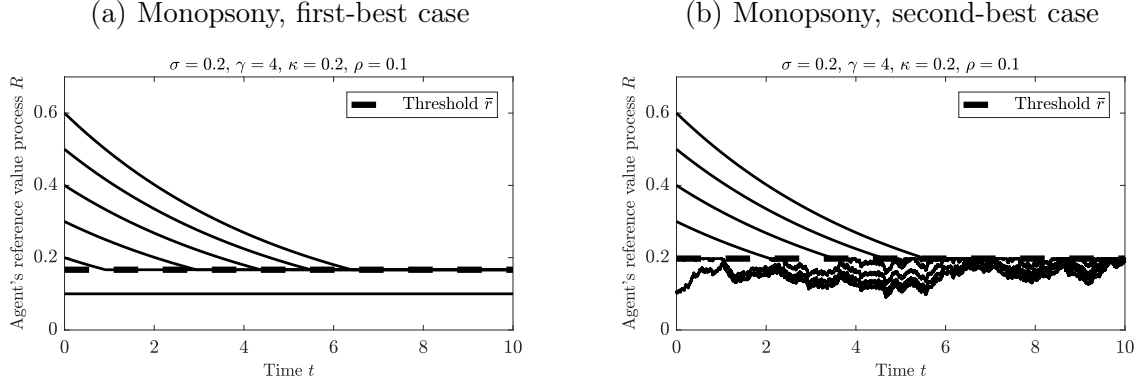 (a) Monopsony, first-best case
σ = 0.2, γ = 4, κ = 0.2, ρ = 0.1
Agent's reference value process R
0.6
0.4
0.2
0
Threshold r̄
0 2 4 6 8 10
Time t
(b) Monopsony, second-best case
σ = 0.2, γ = 4, κ = 0.2, ρ = 0.1
Agent's reference value process R
0.6
0.4
0.2
0
Threshold r̄
0 2 4 6 8 10
Time t